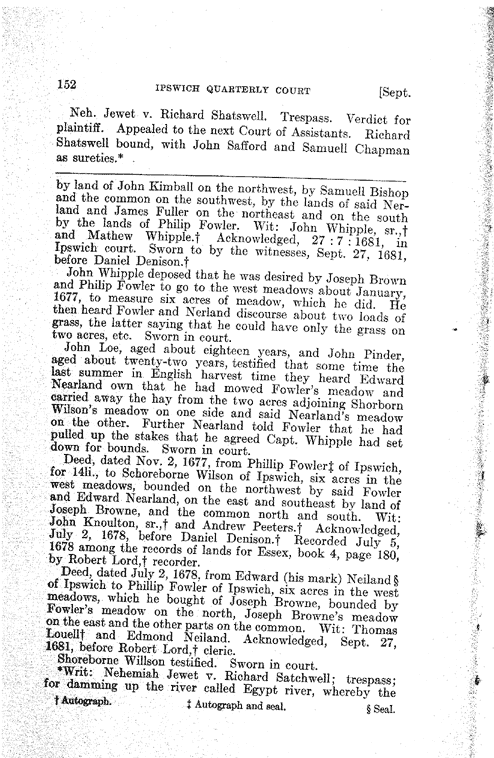 152 IPSWICH QUARTERLY COURT [Sept.
Neh. Jewet v. Richard Shatswell. Trespass. Verdict for
plaintiff. Appealed to the next Court of Assistants. Richard
Shatswell bound, with John Safford and Samuell Chapman
as sureties.*
by land of John Kimball on the northwest, by Samuell Bishop
and the common on the southwest, by the lands of said Ner-
land and James Fuller on the northeast and on the south
by the lands of Philip Fowler. Wit: John Whipple, sr.,†
and Mathew Whipple.† Acknowledged, 27 : 7 : 1681, in
Ipswich court. Sworn to by the witnesses, Sept. 27, 1681,
before Daniel Denison.†
John Whipple deposed that he was desired by Joseph Brown
and Philip Fowler to go to the west meadows about January,
1677, to measure six acres of meadow, which he did. He
then heard Fowler and Nerland discourse about two loads of
grass, the latter saying that he could have only the grass on
two acres, etc. Sworn in court.
John Loe, aged about eighteen years, and John Pinder,
aged about twenty-two years, testified that some time the
last summer in English harvest time they heard Edward
Nearland own that he had mowed Fowler's meadow and
carried away the hay from the two acres adjoining Shorborn
Wilson's meadow on one side and said Nearland's meadow
on the other. Further Nearland told Fowler that he had
pulled up the stakes that he agreed Capt. Whipple had set
down for bounds. Sworn in court.
Deed, dated Nov. 2, 1677, from Phillip Fowler‡ of Ipswich,
for 14li., to Schoreborne Wilson of Ipswich, six acres in the
west meadows, bounded on the northwest by said Fowler
and Edward Nearland, on the east and southeast by land of
Joseph Browne, and the common north and south. Wit:
John Knoulton, sr.,† and Andrew Peeters.† Acknowledged,
July 2, 1678, before Daniel Denison.† Recorded July 5,
1678 among the records of lands for Essex, book 4, page 180,
by Robert Lord,† recorder.
Deed, dated July 2, 1678, from Edward (his mark) Neiland§
of Ipswich to Phillip Fowler of Ipswich, six acres in the west
meadows, which he bought of Joseph Browne, bounded by
Fowler's meadow on the north, Joseph Browne's meadow
on the east and the other parts on the common. Wit: Thomas
Louell† and Edmond Neiland. Acknowledged, Sept. 27,
1681, before Robert Lord,† cleric.
Shoreborne Willson testified. Sworn in court.
*Writ: Nehemiah Jewet v. Richard Satchwell; trespass;
for damming up the river called Egypt river, whereby the
† Autograph. ‡ Autograph and seal. § Seal.